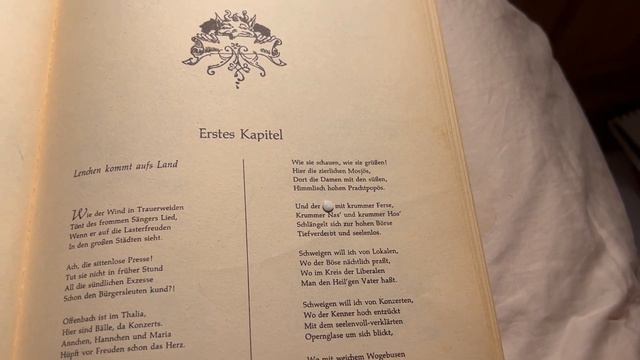 Erstes Kapitel
Lenchen kommt aufs Land
Wie der Wind in Trauerweiden
Tönt des frommen Sängers Lied,
Wenn er auf die Lasterfreuden
In den großen Städten sieht.
Ach, die sittenlose Presse!
Tut sie nicht in früher Stund
All die sündlichen Exzesse
Schon den Bürgersleuten kund?!
Offenbach ist im Thalia,
Hier sind Bälle, da Konzerts.
Annchen, Hannchen und Maria
Hüpft vor Freuden schon das Herz.
Wie sie schauen, wie sie grüßen!
Hier die zierlichen Mosjös,
Dort die Damen mit den süßen,
Himmlisch hohen Prachtpopös.
Und der mit krummer Ferse,
Krummer Nas' und krummer Hos'
Schlängelt sich zur hohen Börse
Tiefverderbt und seelenlos.
Schweigen will ich von Lokalen,
Wo der Böse nächtlich praßt,
Wo im Kreis der Liberalen
Man den Heil'gen Vater haßt.
Schweigen will ich von Konzerten,
Wo der Kenner hoch entzückt
Mit dem seelenvoll-verklärten
Opernglase um sich blickt,
Wo mit weichem Wogebusen